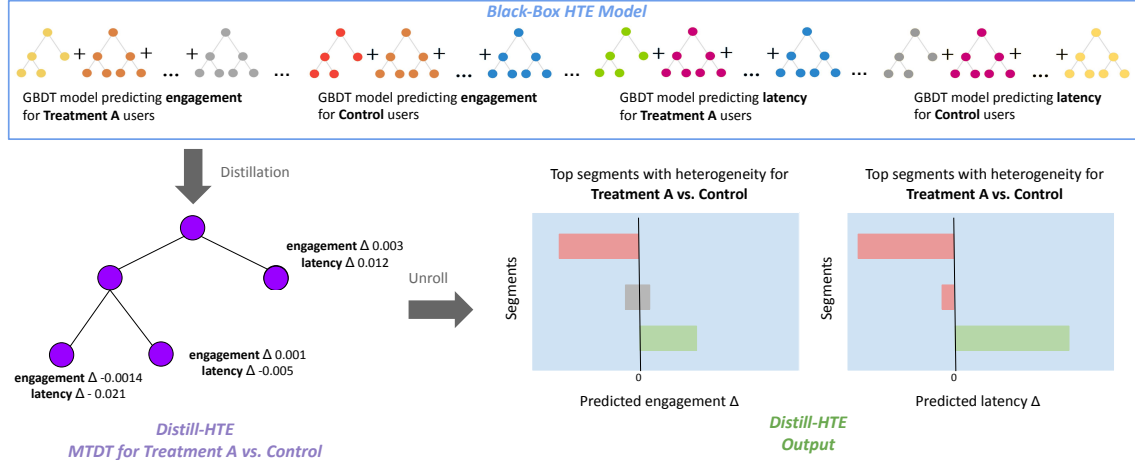 Black-Box HTE Model
+ + + ... ... + + + ... ... + + + ... ... + + ... +
GBDT model predicting engagement
for Treatment A users
GBDT model predicting engagement
for Control users
GBDT model predicting latency
for Treatment A users
GBDT model predicting latency
for Control users
Distillation
engagement Δ 0.003
latency Δ 0.012
engagement Δ 0.001
latency Δ -0.005
engagement Δ -0.0014
latency Δ - 0.021
Distill-HTE
MTDT for Treatment A vs. Control
Unroll
Top segments with heterogeneity for
Treatment A vs. Control
Segments
0
Predicted engagement Δ
Top segments with heterogeneity for
Treatment A vs. Control
Segments
0
Predicted latency Δ
Distill-HTE
Output